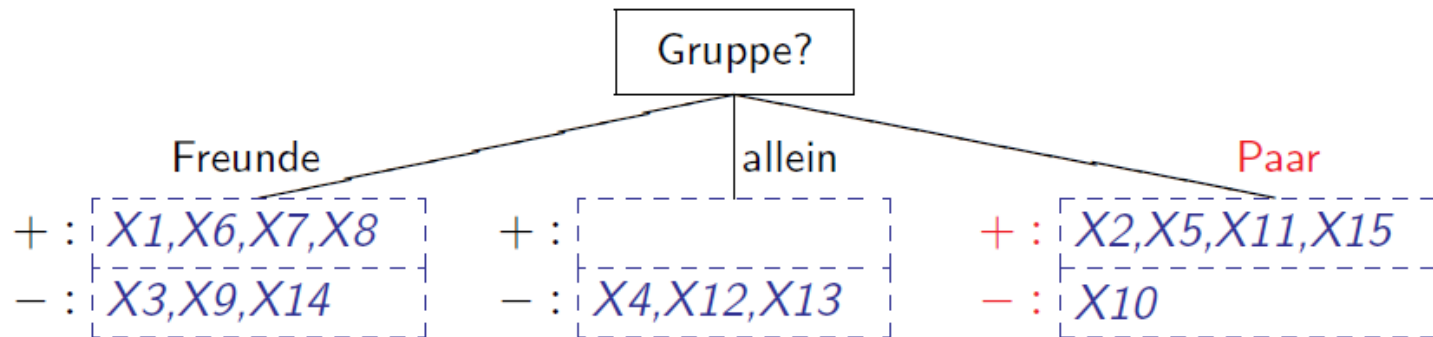 Gruppe?
Freunde allein Paar
+ : X1,X6,X7,X8 + : + : X2,X5,X11,X15
− : X3,X9,X14 − : X4,X12,X13 − : X10